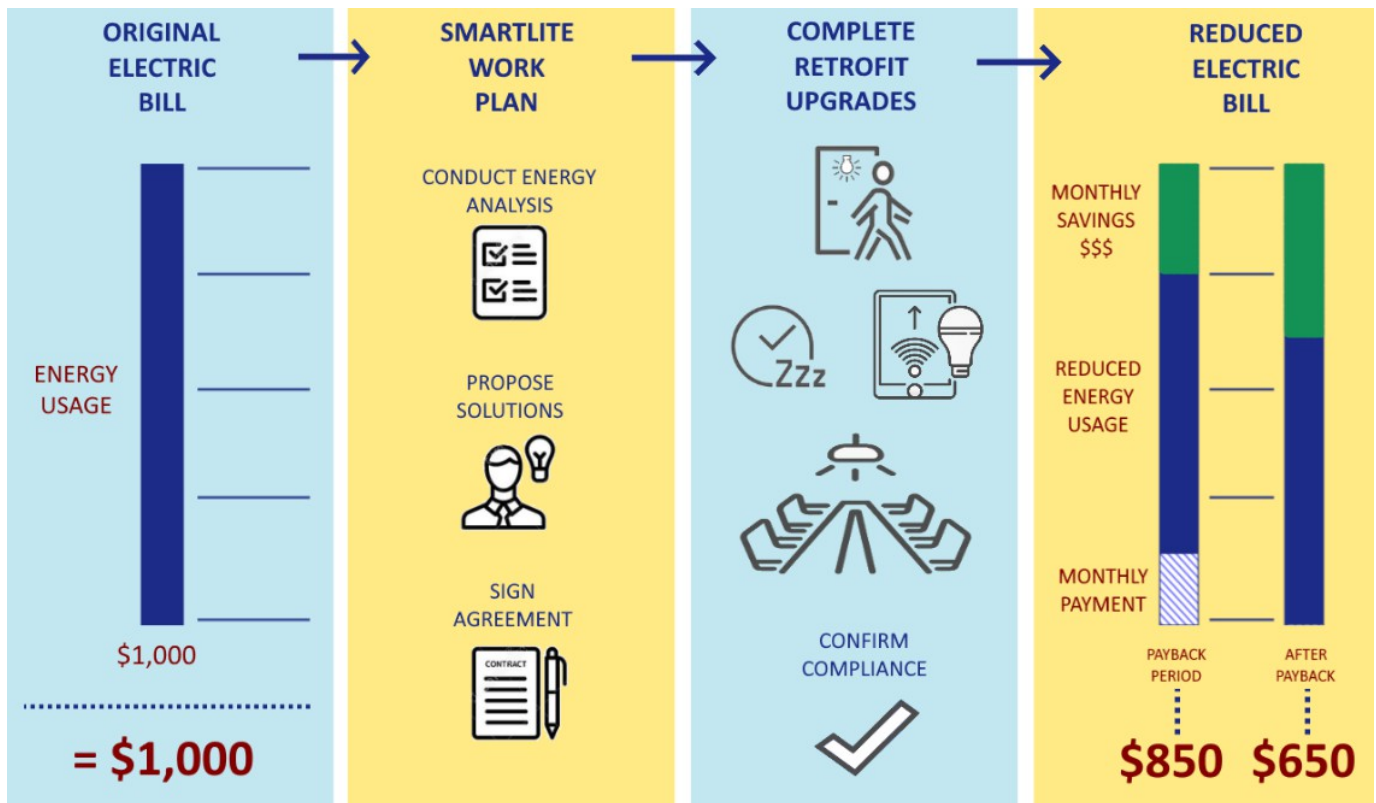 ORIGINAL
ELECTRIC
BILL
ENERGY
USAGE
$1,000
= $1,000
SMARTLITE
WORK
PLAN
CONDUCT ENERGY
ANALYSIS
PROPOSE
SOLUTIONS
SIGN
AGREEMENT
CONTRACT
COMPLETE
RETROFIT
UPGRADES
Zzz
CONFIRM
COMPLIANCE
REDUCED
ELECTRIC
BILL
MONTHLY
SAVINGS
$$$
REDUCED
ENERGY
USAGE
MONTHLY
PAYMENT
PAYBACK
PERIOD
$850
AFTER
PAYBACK
$650